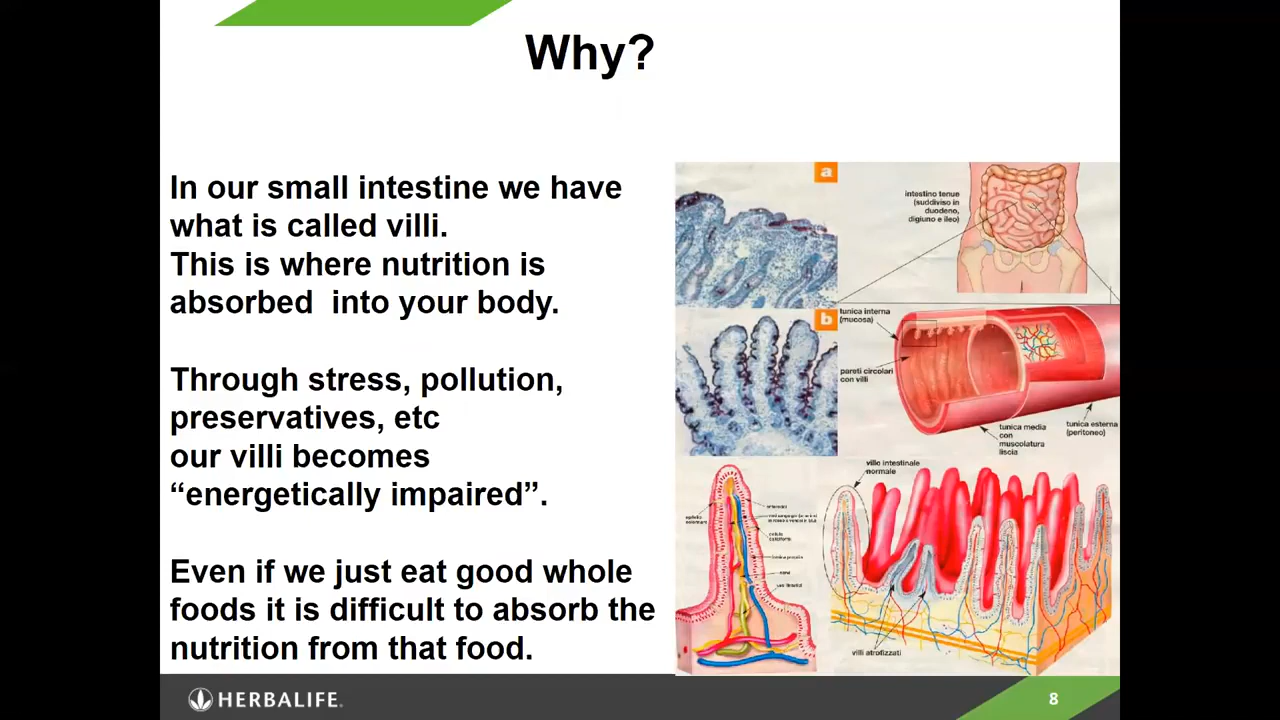 Why?
In our small intestine we have
what is called villi.
This is where nutrition is
absorbed into your body.
Through stress, pollution,
preservatives, etc
our villi becomes
“energetically impaired”.
Even if we just eat good whole
foods it is difficult to absorb the
nutrition from that food.
a
intestino tenue
(suddiviso in
duodeno,
digiuno e ileo)
b
tunica interna
(mucosa)
pareti circolari
con villi
tunica media
con
muscolatura
liscia
tunica esterna
(peritoneo)
villo intestinale
normale
villi atrofizzati
HERBALIFE.
8